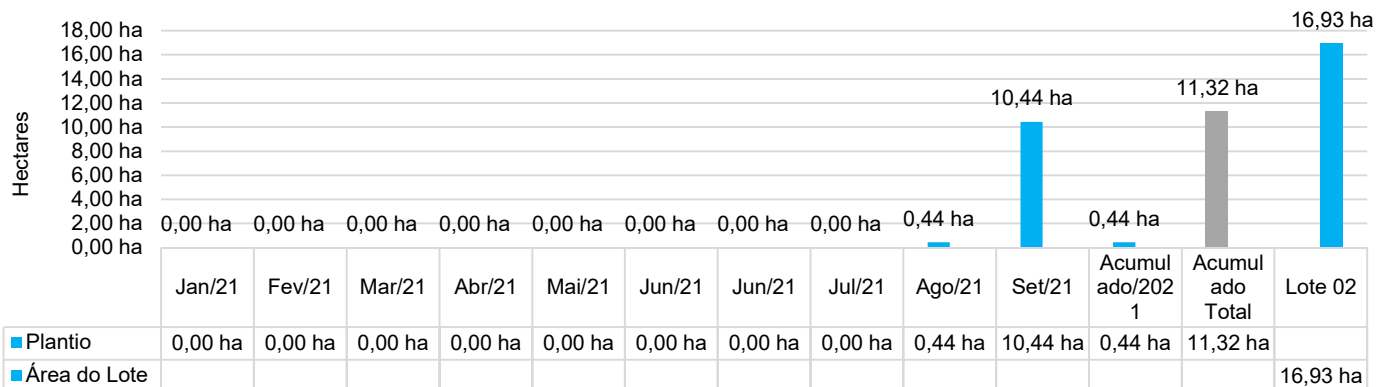 16,93 ha
18,00 ha
16,00 ha
14,00 ha
12,00 ha
10,00 ha
8,00 ha
6,00 ha
4,00 ha
2,00 ha
0,00 ha
Hectares
0,00 ha 0,00 ha 0,00 ha 0,00 ha 0,00 ha 0,00 ha 0,00 ha 0,00 ha 0,44 ha 10,44 ha 0,44 ha 11,32 ha
Jan/21 Fev/21 Mar/21 Abr/21 Mai/21 Jun/21 Jun/21 Jul/21 Ago/21 Set/21
Acumul
ado/202
1
Acumul
ado
Total
Lote 02
Plantio 0,00 ha 0,00 ha 0,00 ha 0,00 ha 0,00 ha 0,00 ha 0,00 ha 0,00 ha 0,44 ha 10,44 ha 0,44 ha 11,32 ha
Área do Lote 16,93 ha